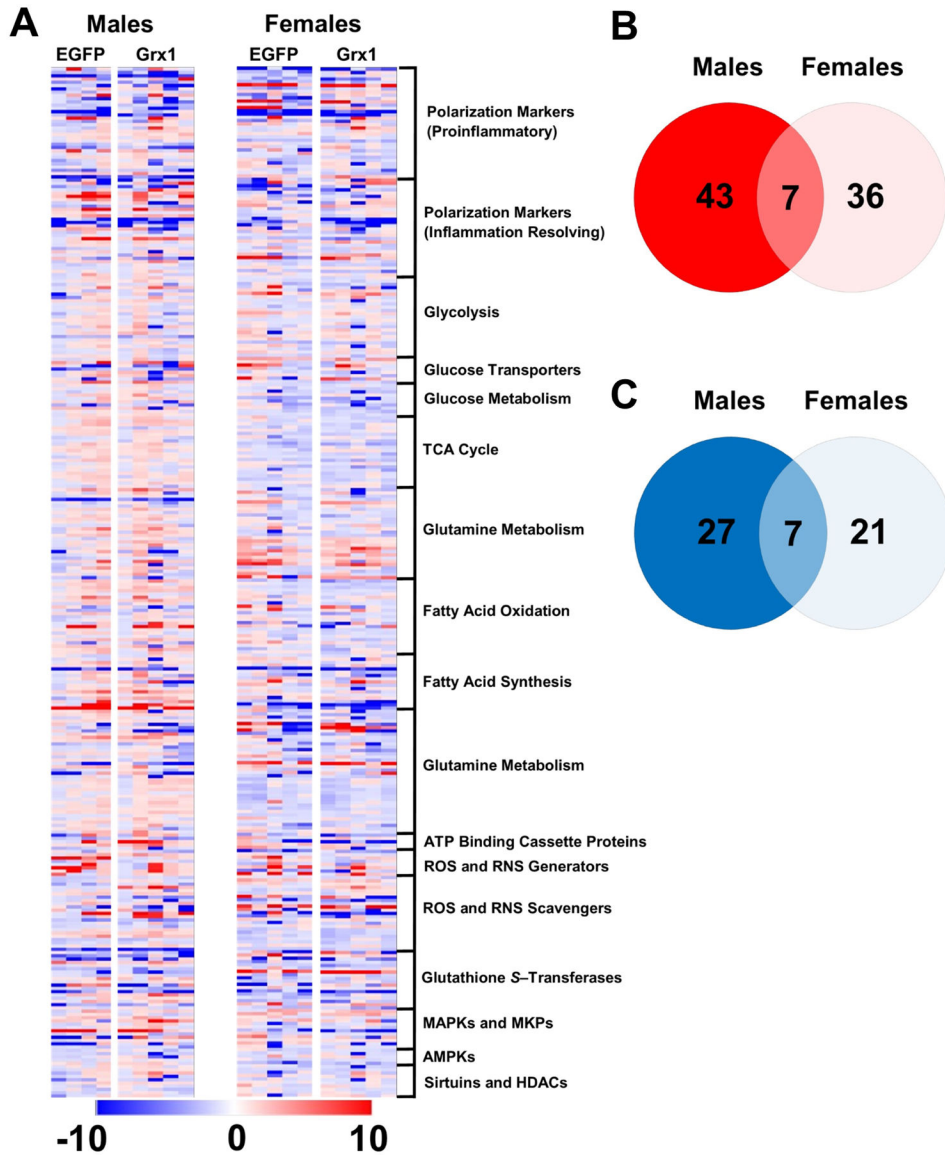 A
Males
Females
EGFP Grx1
EGFP Grx1
Polarization Markers
(Proinflammatory)
Polarization Markers
(Inflammation Resolving)
Glycolysis
Glucose Transporters
Glucose Metabolism
TCA Cycle
Glutamine Metabolism
Fatty Acid Oxidation
Fatty Acid Synthesis
Glutamine Metabolism
ATP Binding Cassette Proteins
ROS and RNS Generators
ROS and RNS Scavengers
Glutathione S–Transferases
MAPKs and MKPs
AMPKs
Sirtuins and HDACs
-10 0 10
B
Males Females
43 7 36
C
Males Females
27 7 21